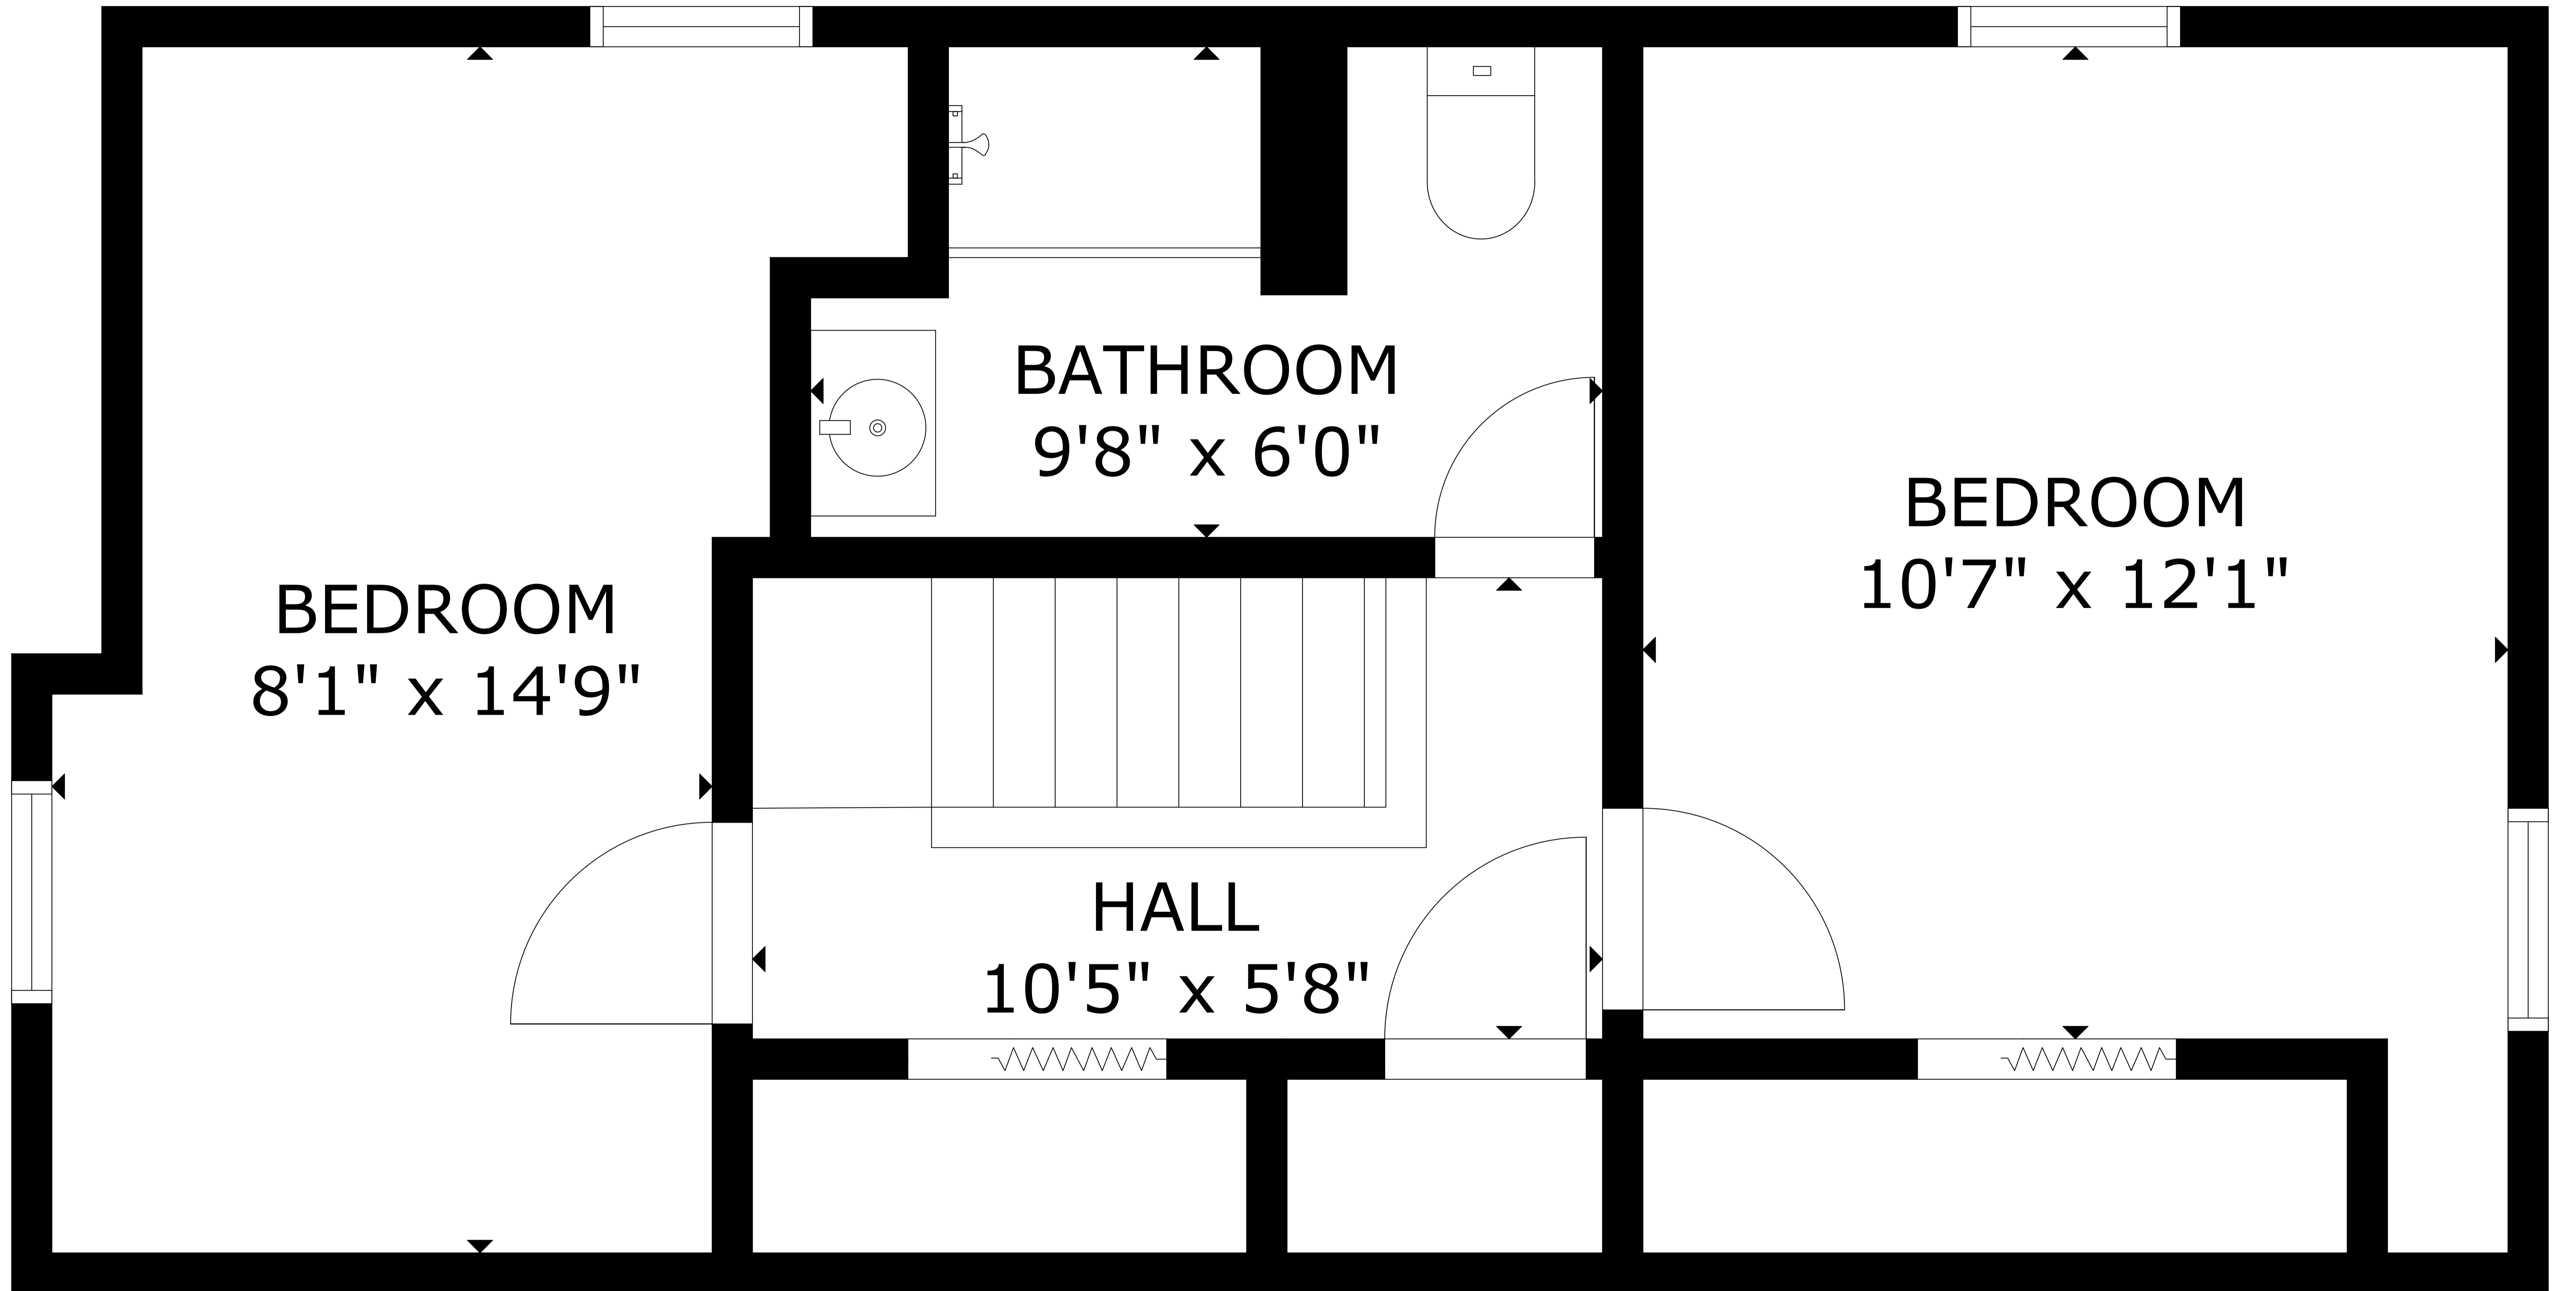 BATHROOM
9'8" x 6'0"
BEDROOM
10'7" x 12'1"
BEDROOM
8'1" x 14'9"
HALL
10'5" x 5'8"